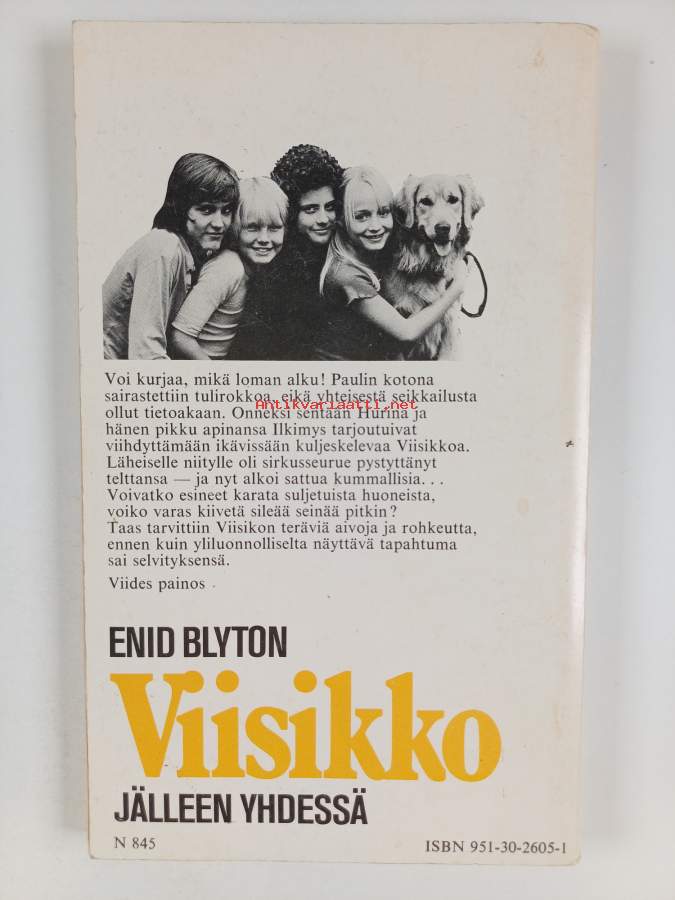 Voi kurjaa, mikä loman alku! Paulin kotona
sairastettiin tulirokkoa, eikä yhteisestä seikkailusta
ollut tietoakaan. Onneksi sentään Hurina ja
Antikvariaatti.net
hänen pikku apinansa Ilkimys tarjoutuivat
viihdyttämään ikävissään kuljeskelevaa Viisikkoa.
Läheiselle niitylle oli sirkusseurue pystyttänyt
telttansa — ja nyt alkoi sattua kummallisia...
Voivatko esineet karata suljetuista huoneista,
voiko varas kiivetä sileää seinää pitkin?
Taas tarvittiin Viisikon teräviä aivoja ja rohkeutta,
ennen kuin yliluonnolliselta näyttävä tapahtuma
sai selvityksensä.
Viides painos
ENID BLYTON
Viisikko
JÄLLEEN YHDESSÄ
N 845
ISBN 951-30-2605-1